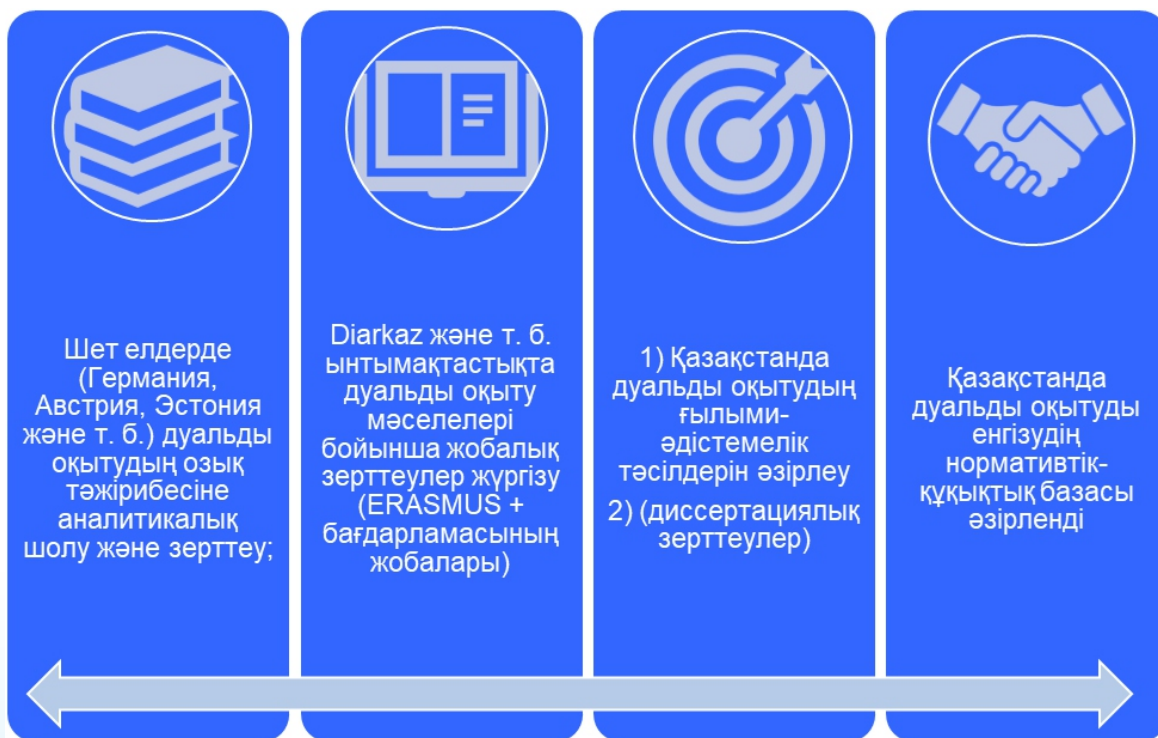 Шет елдерде
(Германия,
Австрия, Эстония
және т. б.) дуальды
оқытудың озық
тәжірибесіне
аналитикалық
шолу және зерттеу;
Diarkaz және т. б.
ынтымақтастықта
дуальды оқыту
мәселелері
бойынша жобалық
зерттеулер жүргізу
(ERASMUS +
бағдарламасының
жобалары)
1) Қазақстанда
дуальды оқытудың
ғылыми-
әдістемелік
тәсілдерін әзірлеу
2) (диссертациялық
зерттеулер)
Қазақстанда
дуальды оқытуды
енгізудің
нормативтік-
құқықтық базасы
әзірленді